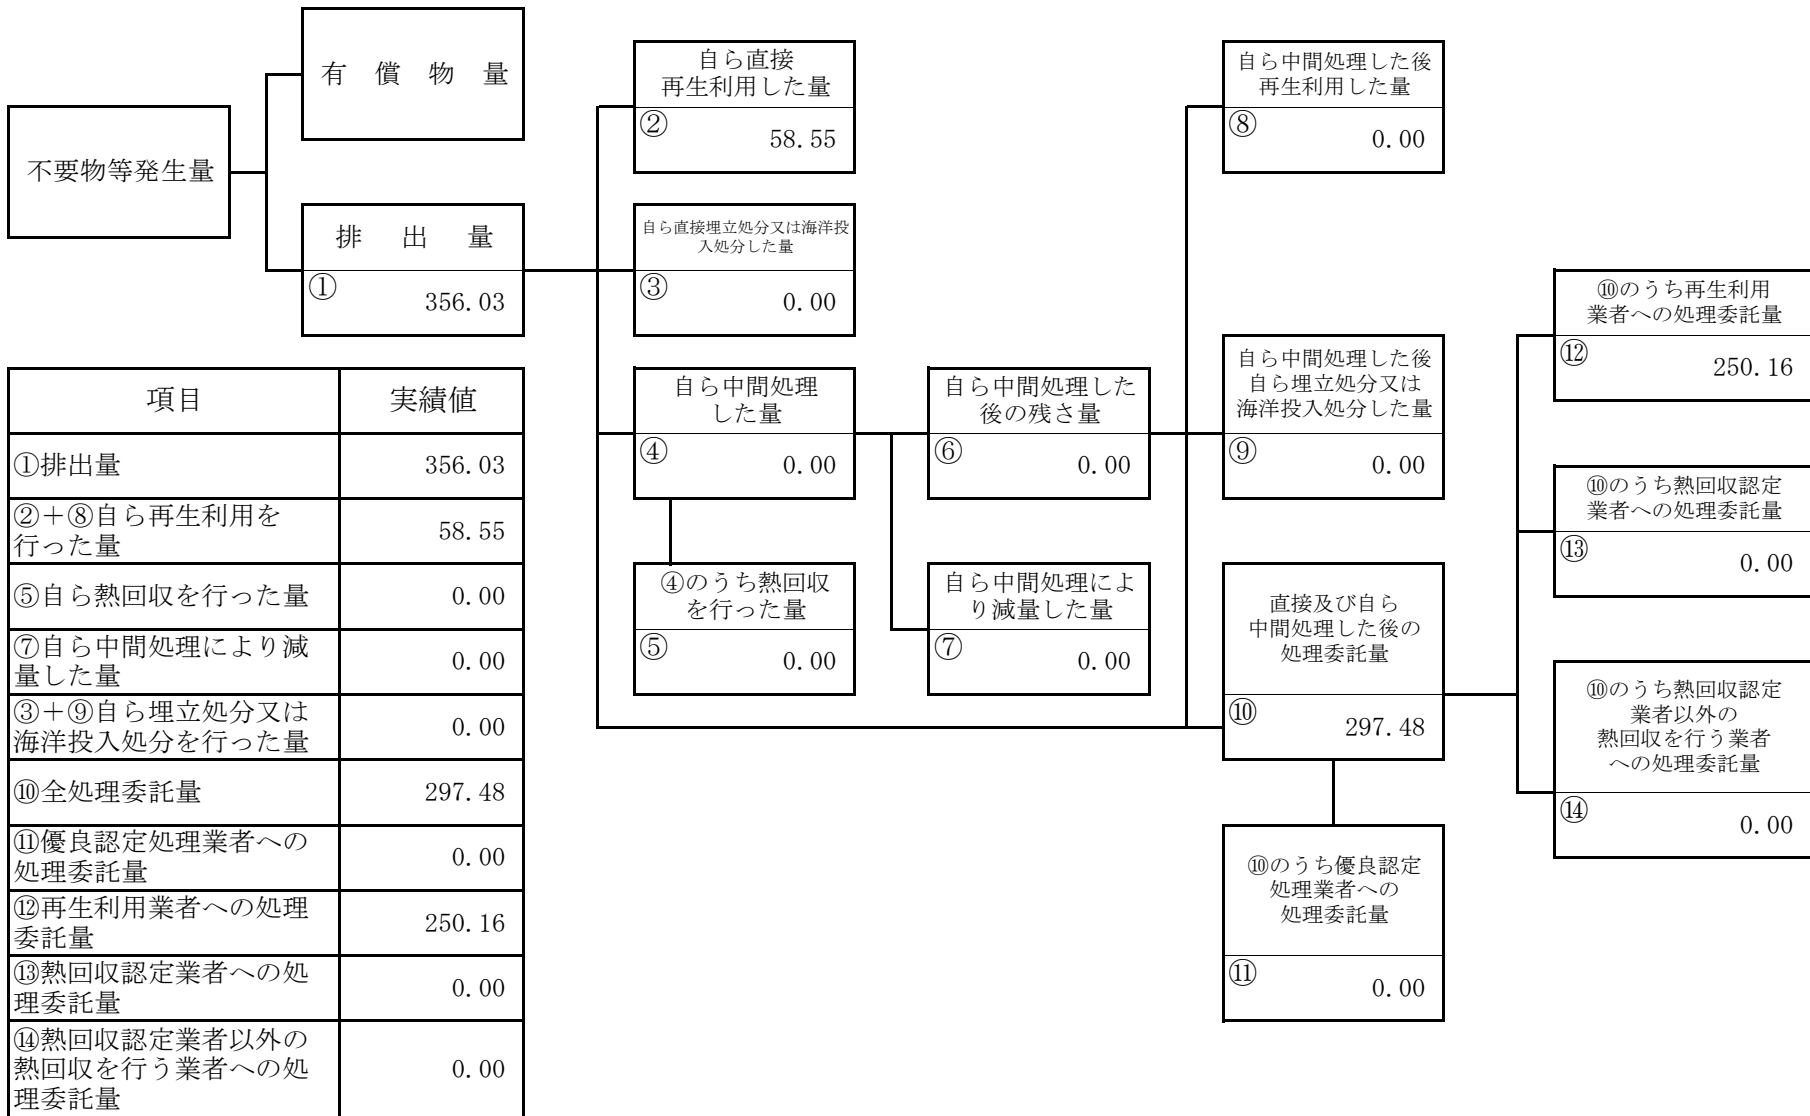 有償物量
不要物等発生量
排出量
①
356.03
自ら直接
再生利用した量
②
58.55
自ら直接埋立処分又は海洋投
入処分した量
③
0.00
自ら中間処理
した量
④
0.00
④のうち熱回収
を行った量
⑤
0.00
自ら中間処理した
後の残さ量
⑥
0.00
自ら中間処理によ
り減量した量
⑦
0.00
自ら中間処理した後
再生利用した量
⑧
0.00
自ら中間処理した後
自ら埋立処分又は
海洋投入処分した量
⑨
0.00
直接及び自ら
中間処理した後の
処理委託量
⑩
297.48
⑩のうち優良認定
処理業者への
処理委託量
⑪
0.00
⑩のうち再生利用
業者への処理委託量
⑫
250.16
⑩のうち熱回収認定
業者への処理委託量
⑬
0.00
⑩のうち熱回収認定
業者以外の
熱回収を行う業者
への処理委託量
⑭
0.00
項目 実績値
①排出量 356.03
②＋⑧自ら再生利用を
行った量 58.55
⑤自ら熱回収を行った量 0.00
⑦自ら中間処理により減
量した量 0.00
③＋⑨自ら埋立処分又は
海洋投入処分を行った量 0.00
⑩全処理委託量 297.48
⑪優良認定処理業者への
処理委託量 0.00
⑫再生利用業者への処理
委託量 250.16
⑬熱回収認定業者への処
理委託量 0.00
⑭熱回収認定業者以外の
熱回収を行う業者への処
理委託量 0.00